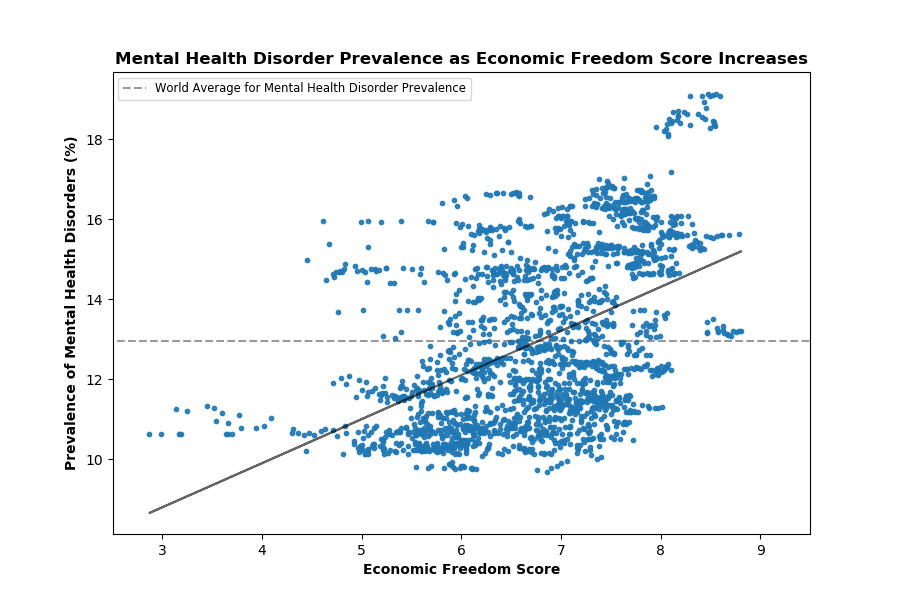 Mental Health Disorder Prevalence as Economic Freedom Score Increases
World Average for Mental Health Disorder Prevalence
Prevalence of Mental Health Disorders (%)
18
16
14
12
10
3 4 5 6 7 8 9
Economic Freedom Score